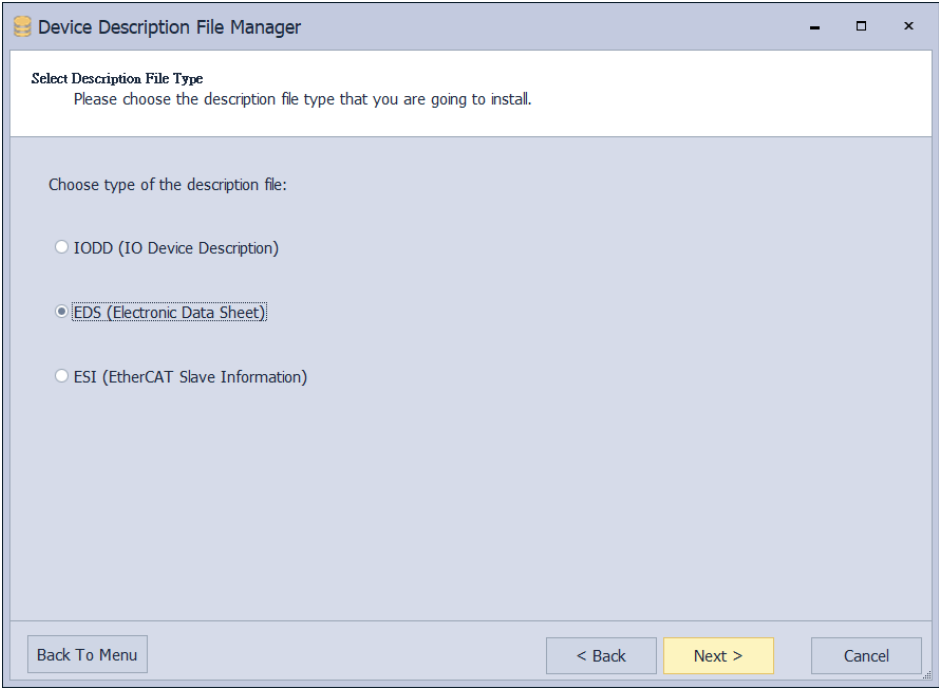 Device Description File Manager
Select Description File Type
Please choose the description file type that you are going to install.
Choose type of the description file:
IODD (IO Device Description)
EDS (Electronic Data Sheet)
ESI (EtherCAT Slave Information)
Back To Menu
< Back
Next >
Cancel